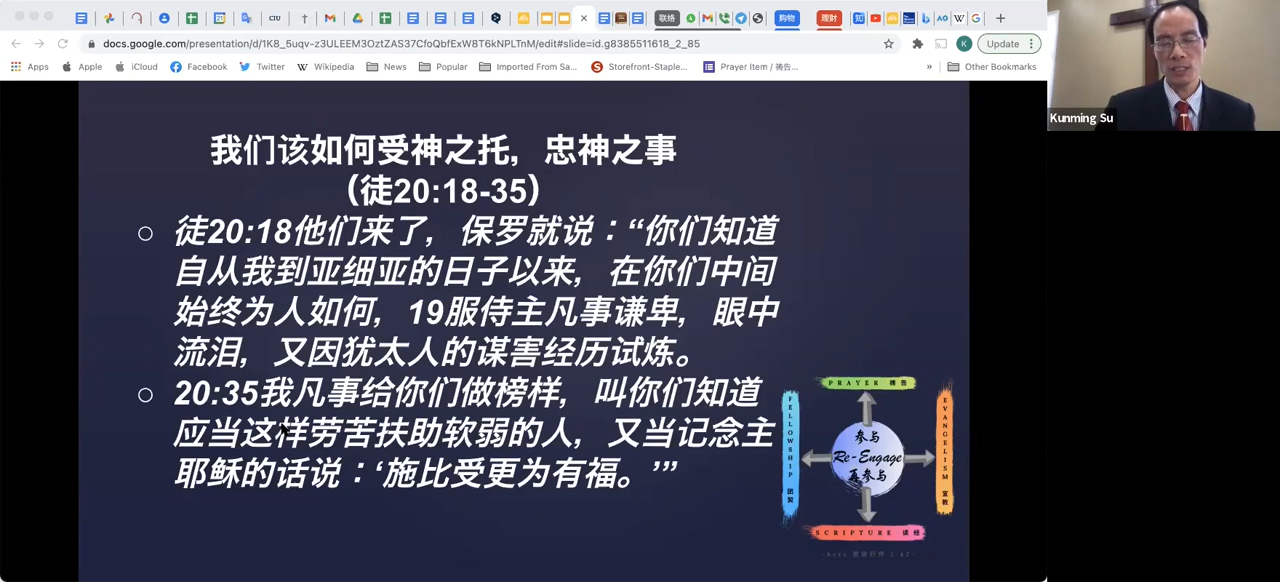 CIU
联络
购物
理财
知
AO
W
docs.google.com/presentation/d/1K8_5uqv-z3ULEEM3OztZAS37CfoQbfExW8T6kNPLTnM/edit#slide=id.g8385511618_2_85
K
Update
Apps
Apple
iCloud
Facebook
Twitter
Wikipedia
News
Popular
Imported From Sa...
Storefront-Staple...
Prayer Item / 祷告...
»
Other Bookmarks
Kunming Su
我们该如何受神之托，忠神之事
（徒20:18-35）
徒20:18他们来了，保罗就说：“你们知道
自从我到亚细亚的日子以来，在你们中间
始终为人如何，19服侍主凡事谦卑，眼中
流泪，又因犹太人的谋害经历试炼。
20:35我凡事给你们做榜样，叫你们知道
应当这样劳苦扶助软弱的人，又当记念主
耶稣的话说：‘施比受更为有福。’”
PRAYER 祷告
FELLOWSHIP 团契
参与
Re-Engage
再参与
EVANGELISM 宣教
SCRIPTURE 读经